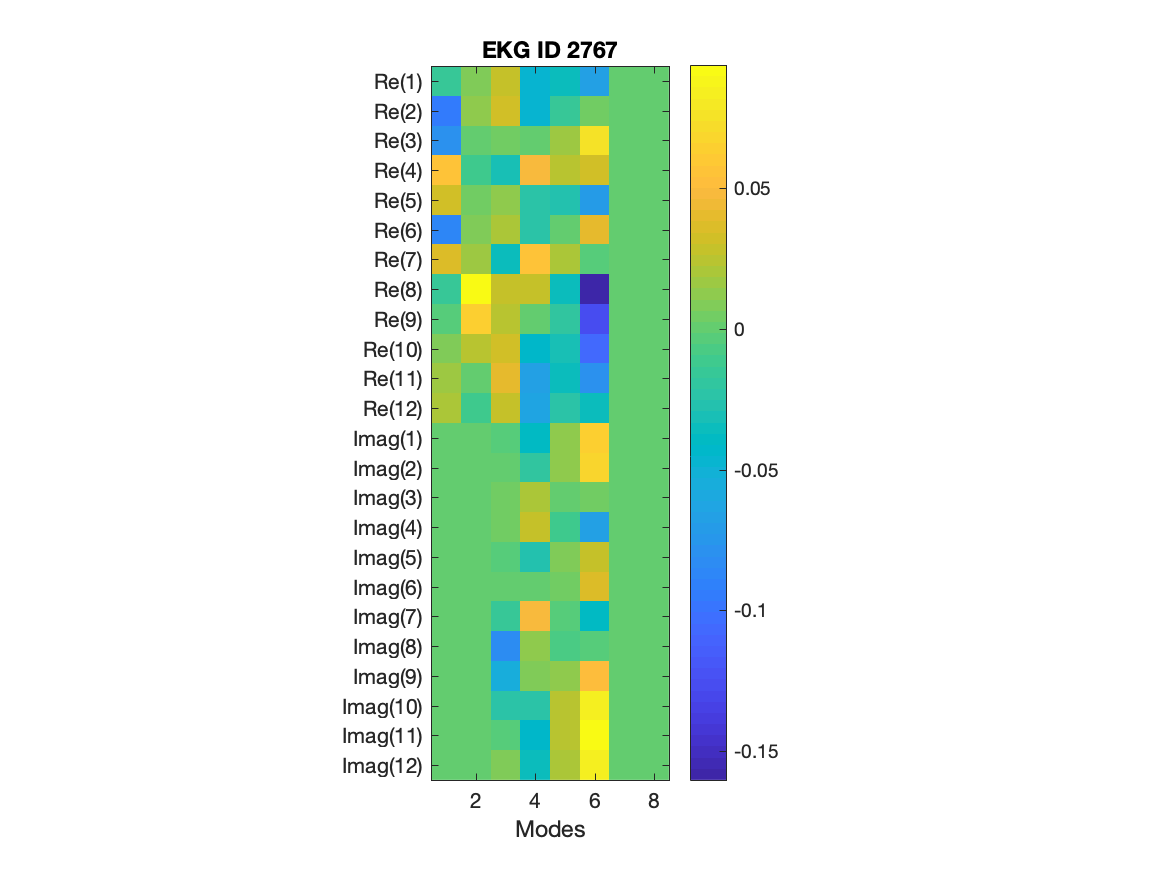 EKG ID 2767
Re(1)
Re(2)
Re(3)
Re(4)
Re(5)
Re(6)
Re(7)
Re(8)
Re(9)
Re(10)
Re(11)
Re(12)
Imag(1)
Imag(2)
Imag(3)
Imag(4)
Imag(5)
Imag(6)
Imag(7)
Imag(8)
Imag(9)
Imag(10)
Imag(11)
Imag(12)
2 4 6 8
Modes
0.05
0
-0.05
-0.1
-0.15